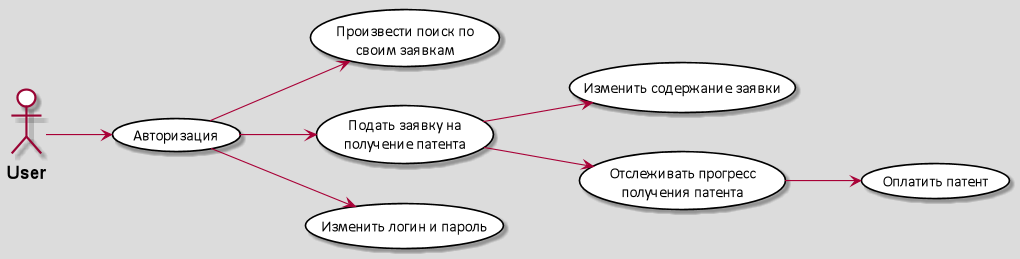 User
Авторизация
Произвести поиск по
своим заявкам
Подать заявку на
получение патента
Изменить логин и пароль
Изменить содержание заявки
Отслеживать прогресс
получения патента
Оплатить патент